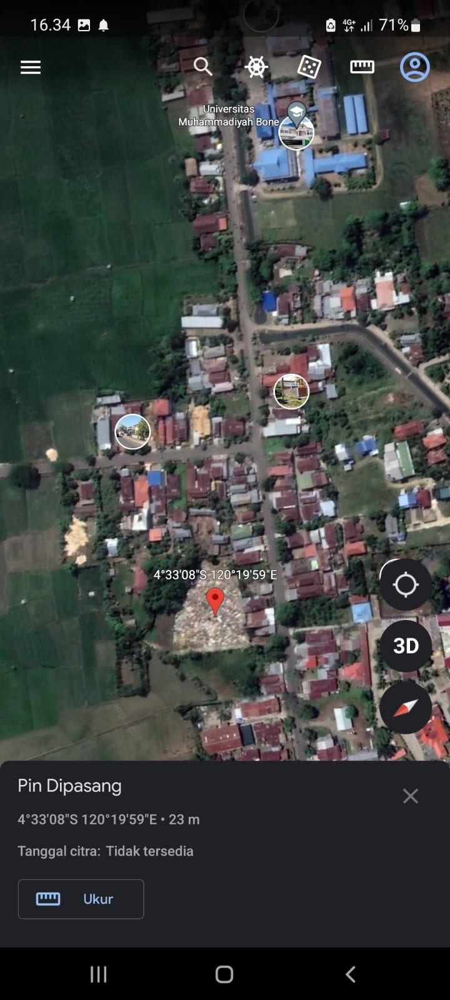 16.34
4G+
71%
Universitas
Muhammadiyah Bone
4°33'08"S 120°19'59"E
3D
Pin Dipasang
4°33'08"S 120°19'59"E • 23 m
Tanggal citra: Tidak tersedia
Ukur